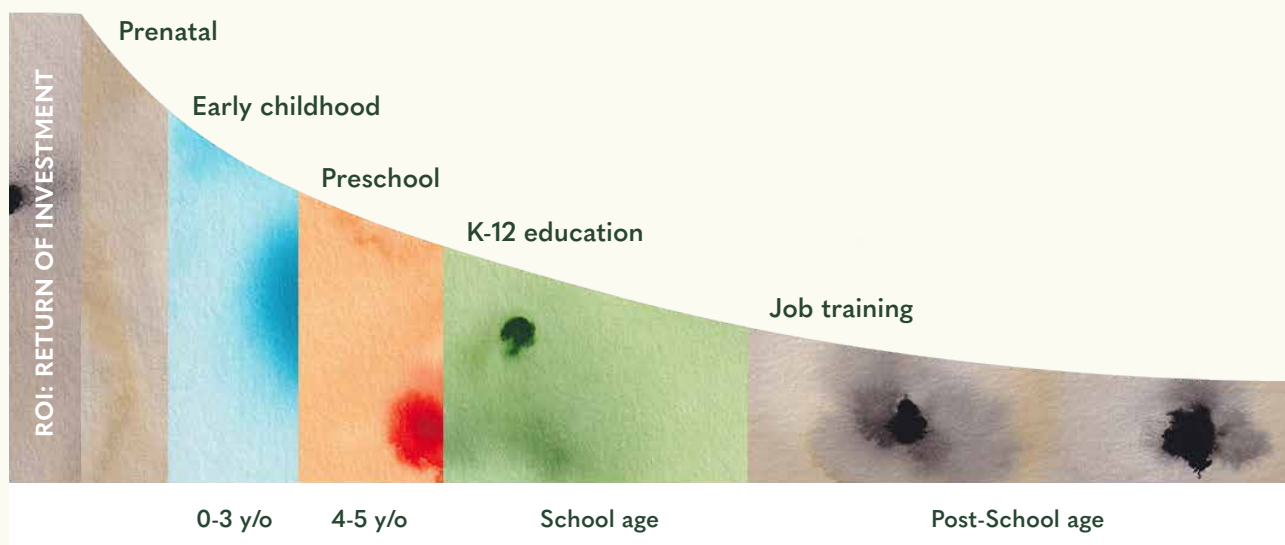 Prenatal
Early childhood
Preschool
K-12 education
Job training
ROI: RETURN OF INVESTMENT
0-3 y/o
4-5 y/o
School age
Post-School age